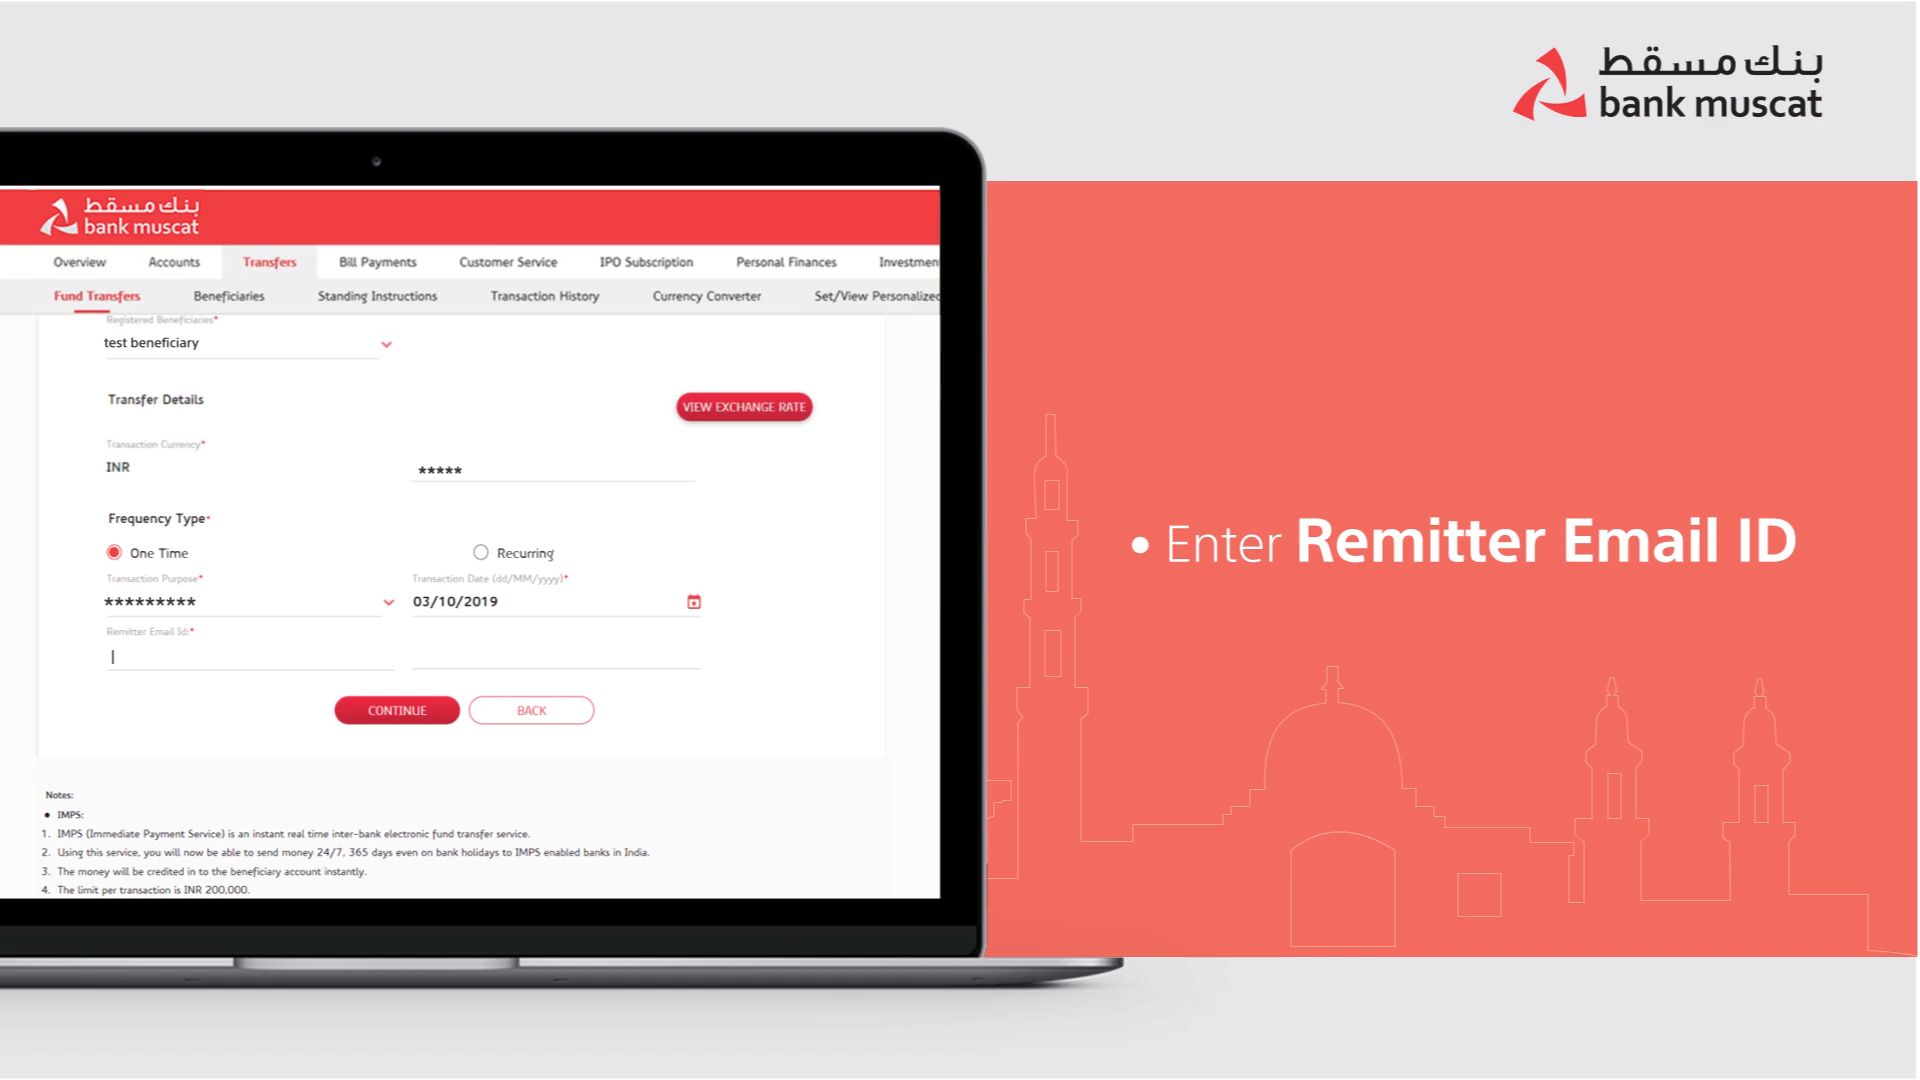 بنك مسقط
bank muscat
بنك مسقط
bank muscat
Overview Accounts Transfers Bill Payments Customer Service IPO Subscription Personal Finances Investmen
Fund Transfers Beneficiaries Standing Instructions Transaction History Currency Converter Set/View Personalized
Registered Beneficiaries*
test beneficiary
Transfer Details
VIEW EXCHANGE RATE
Transaction Currency*
INR *****
Frequency Type*
One Time Recurring
Transaction Purpose* Transaction Date (dd/MM/yyyy)*
********* 03/10/2019
Remitter Email Id:*
CONTINUE BACK
Notes:
• IMPS:
1. IMPS (Immediate Payment Service) is an instant real time inter-bank electronic fund transfer service.
2. Using this service, you will now be able to send money 24/7, 365 days even on bank holidays to IMPS enabled banks in India.
3. The money will be credited in to the beneficiary account instantly.
4. The limit per transaction is INR 200,000.
• Enter Remitter Email ID